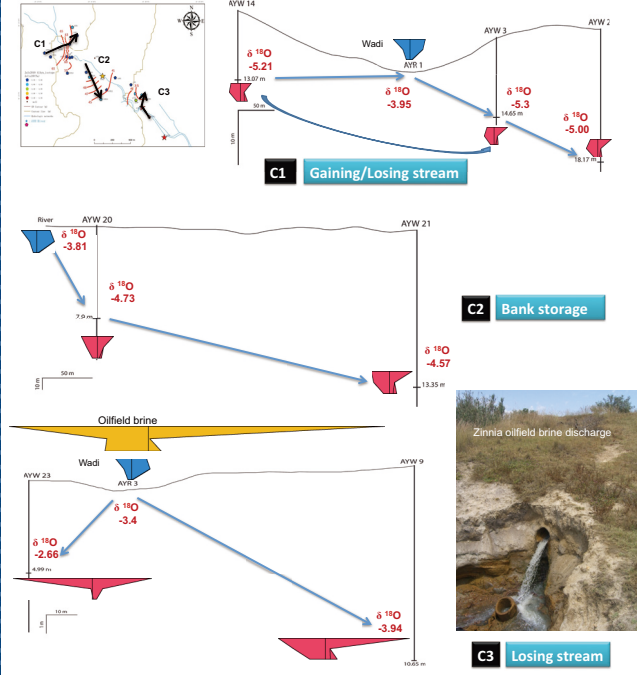 C1
C2
C3
N
AYW 14
Wadi
AYR 1
AYW 3
AYW 2
δ 18O
-5.21
13.07 m
δ 18O
-3.95
δ 18O
-5.3
14.65 m
δ 18O
-5.00
18.17 m
50 m
10 m
C1 Gaining/Losing stream
River
AYW 20
AYW 21
δ 18O
-3.81
δ 18O
-4.73
7.9 m
δ 18O
-4.57
13.35 m
50 m
10 m
C2 Bank storage
Oilfield brine
Wadi
AYW 23
AYR 3
AYW 9
δ 18O
-3.4
δ 18O
-2.66
4.99 m
δ 18O
-3.94
10.65 m
10 m
1 m
Zinnia oilfield brine discharge
C3 Losing stream